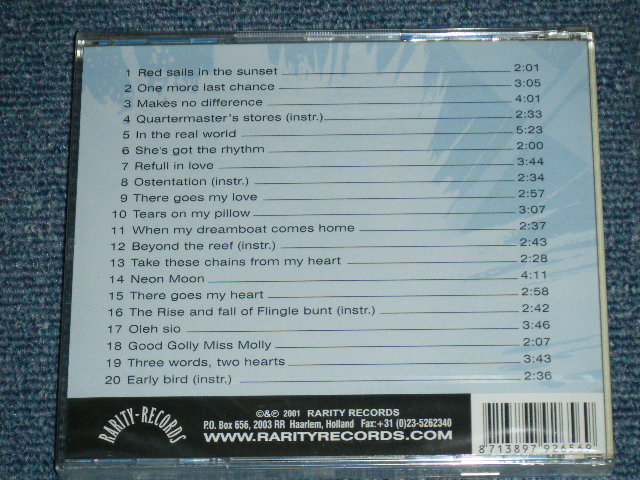 1 Red sails in the sunset 2:01
2 One more last chance 3:05
3 Makes no difference 4:01
4 Quartermaster's stores (instr.) 2:33
5 In the real world 5:23
6 She's got the rhythm 2:00
7 Refull in love 3:44
8 Ostentation (instr.) 2:34
9 There goes my love 2:57
10 Tears on my pillow 3:07
11 When my dreamboat comes home 2:37
12 Beyond the reef (instr.) 2:43
13 Take these chains from my heart 2:28
14 Neon Moon 4:11
15 There goes my heart 2:58
16 The Rise and fall of Flingle bunt (instr.) 2:42
17 Oleh sio 3:46
18 Good Golly Miss Molly 2:07
19 Three words, two hearts 3:43
20 Early bird (instr.) 2:36
RARITY-RECORDS
©&℗ 2001 RARITY RECORDS
P.O. Box 656, 2003 RR Haarlem, Holland Fax:+31 (0)23-5262340
WWW.RARITYRECORDS.COM
8 713897 926569